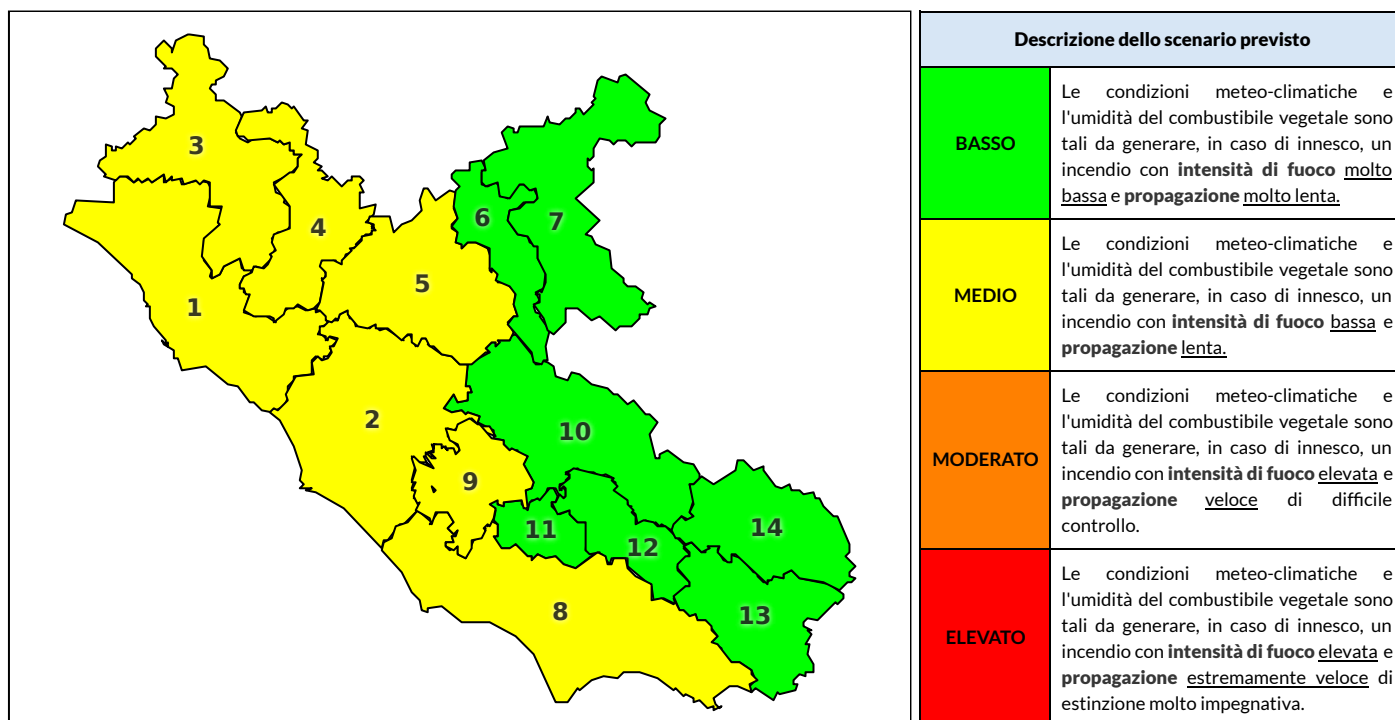 3
4
6
7
5
1
2
10
9
11
12
14
8
13
Descrizione dello scenario previsto
BASSO
Le condizioni meteo-climatiche e
l'umidità del combustibile vegetale sono
tali da generare, in caso di innesco, un
incendio con intensità di fuoco molto
bassa e propagazione molto lenta.
MEDIO
Le condizioni meteo-climatiche e
l'umidità del combustibile vegetale sono
tali da generare, in caso di innesco, un
incendio con intensità di fuoco bassa e
propagazione lenta.
MODERATO
Le condizioni meteo-climatiche e
l'umidità del combustibile vegetale sono
tali da generare, in caso di innesco, un
incendio con intensità di fuoco elevata e
propagazione veloce di difficile
controllo.
ELEVATO
Le condizioni meteo-climatiche e
l'umidità del combustibile vegetale sono
tali da generare, in caso di innesco, un
incendio con intensità di fuoco elevata e
propagazione estremamente veloce di
estinzione molto impegnativa.